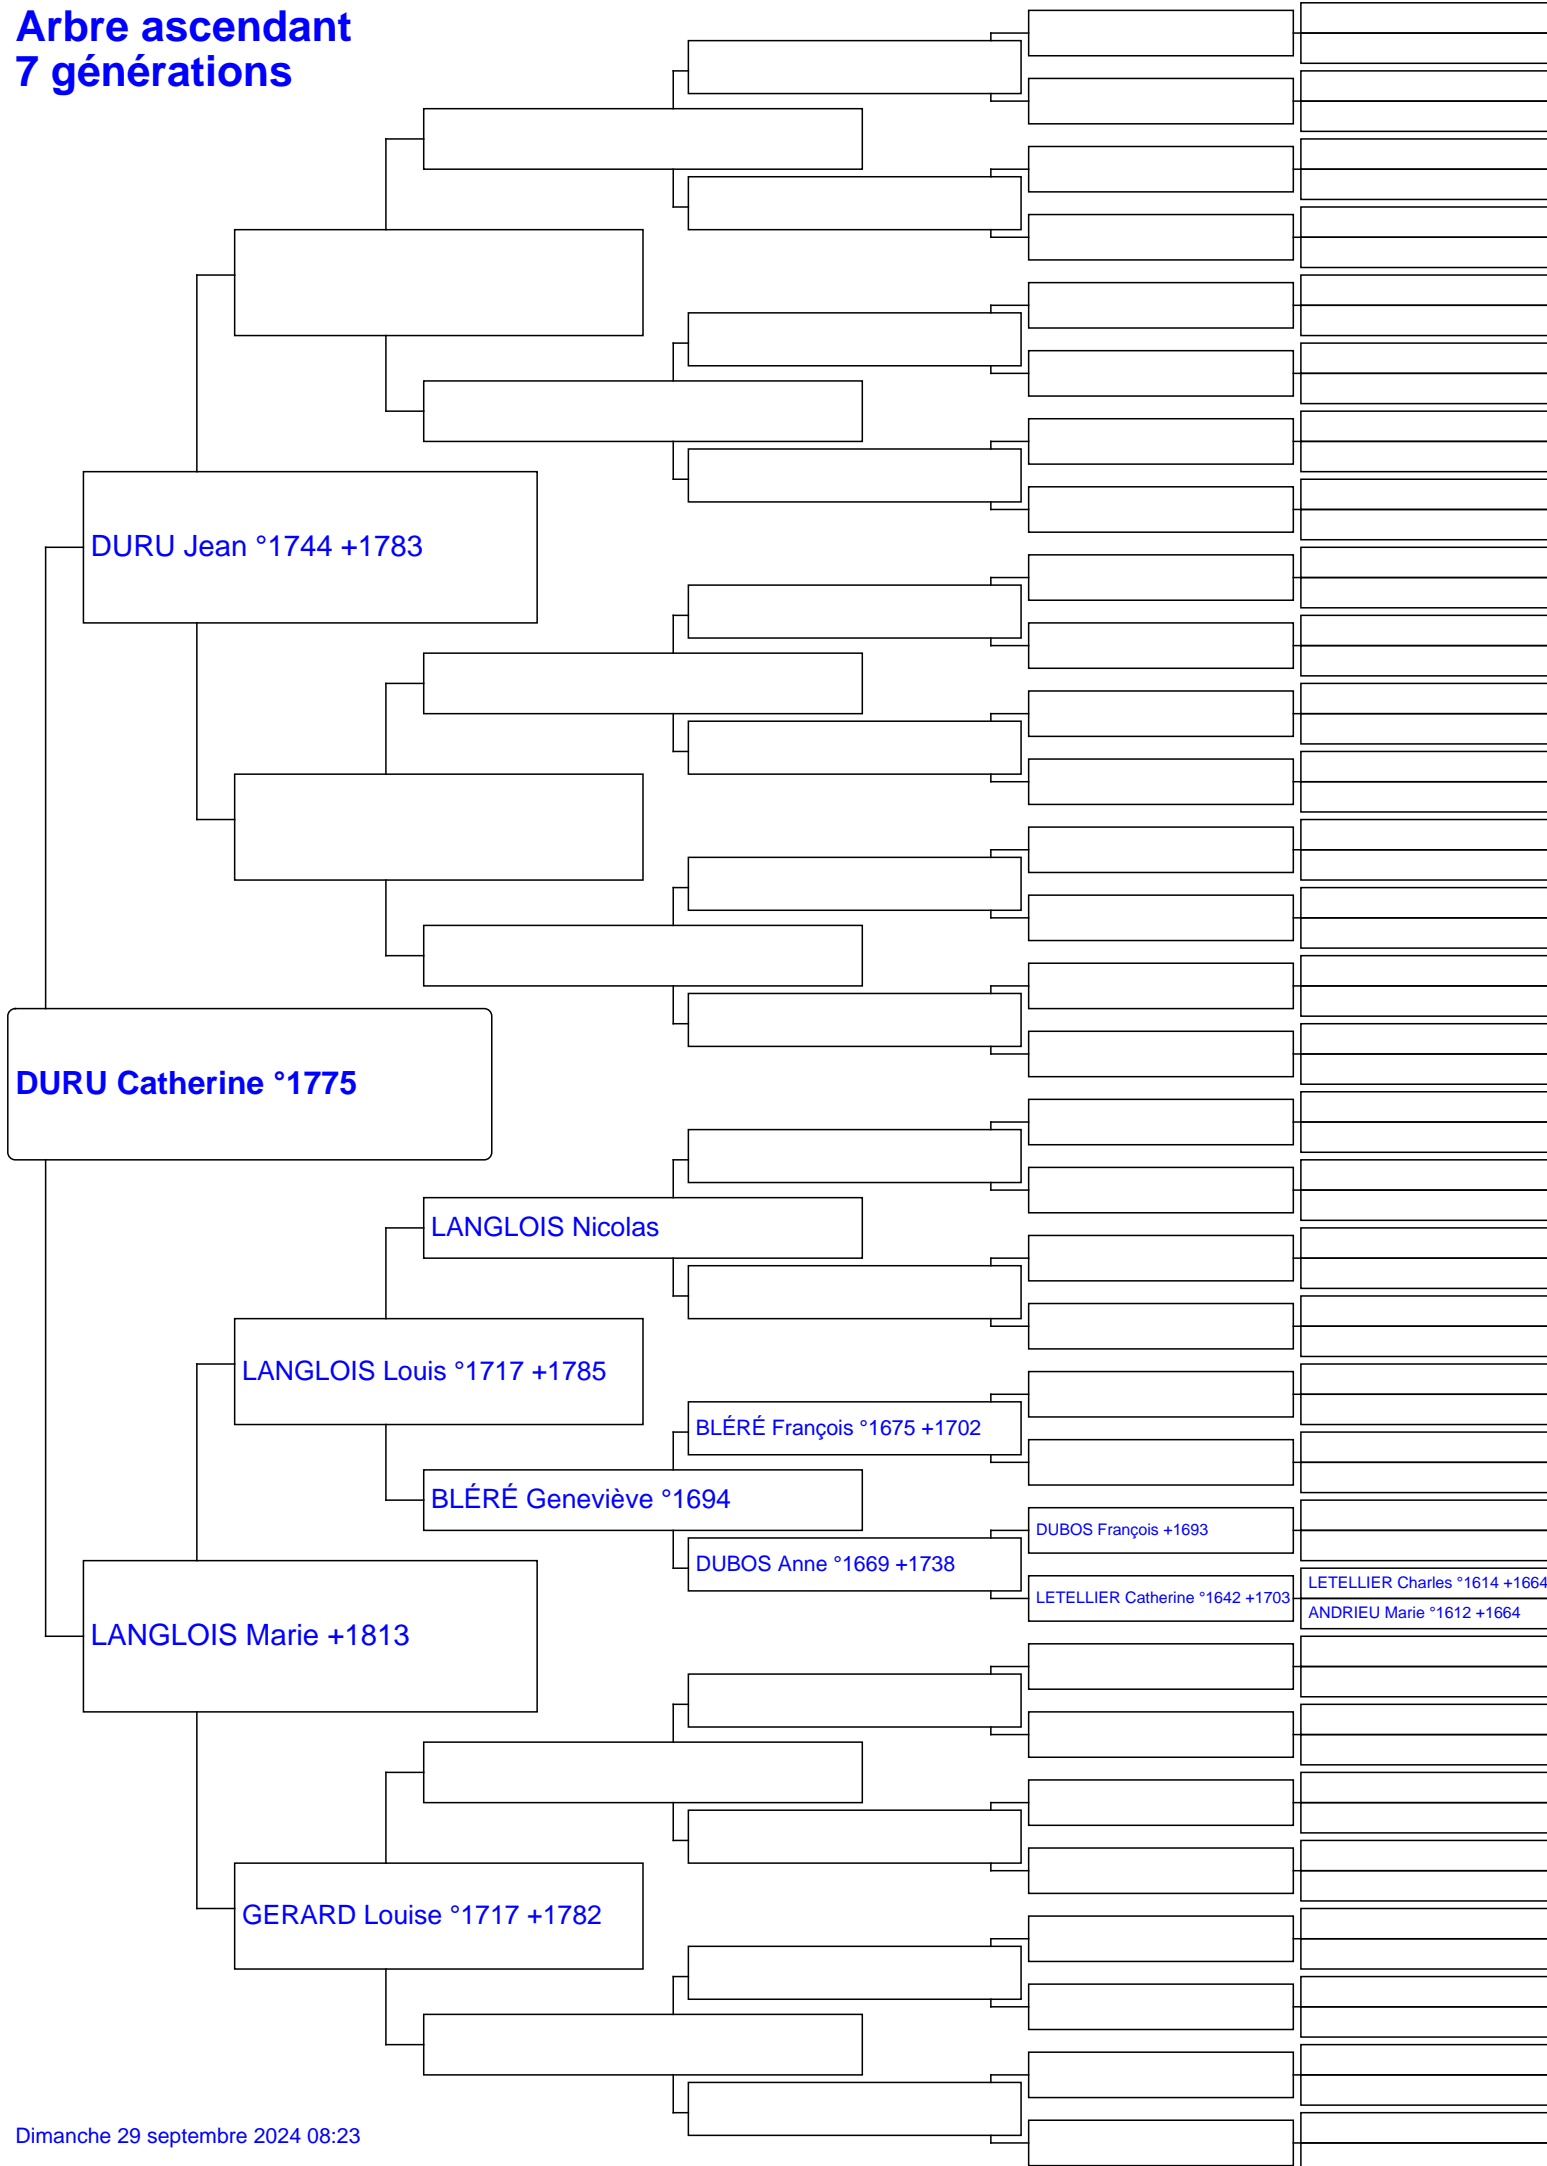 Arbre ascendant
7 générations
DURU Jean °1744 +1783
DURU Catherine °1775
LANGLOIS Nicolas
LANGLOIS Louis °1717 +1785
BLÉRÉ François °1675 +1702
BLÉRÉ Geneviève °1694
DUBOS François +1693
DUBOS Anne °1669 +1738
LETELLIER Charles °1614 +1664
LETELLIER Catherine °1642 +1703
ANDRIEU Marie °1612 +1664
LANGLOIS Marie +1813
GERARD Louise °1717 +1782
Dimanche 29 septembre 2024 08:23